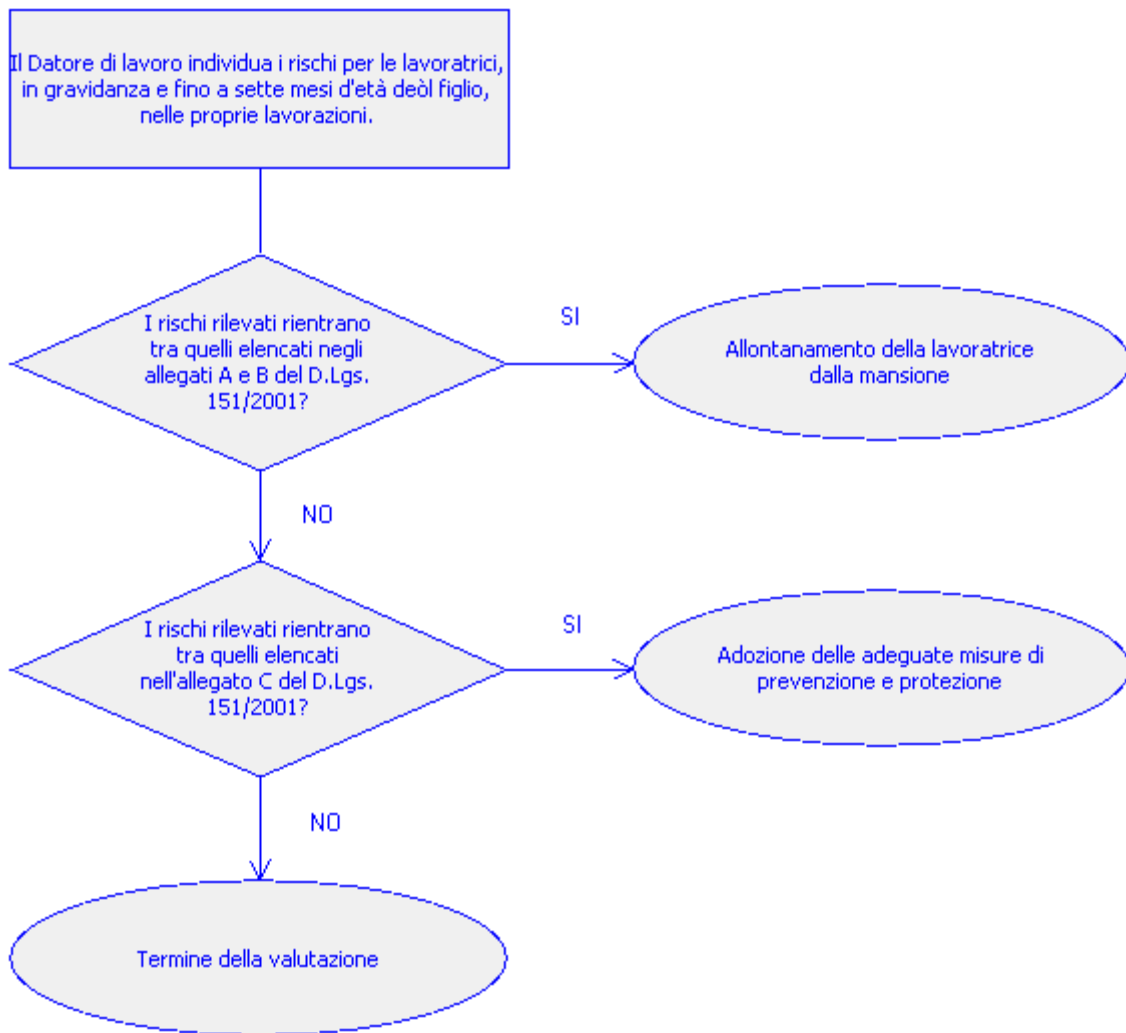 Il Datore di lavoro individua i rischi per le lavoratrici,
in gravidanza e fino a sette mesi d'età deòl figlio,
nelle proprie lavorazioni.
I rischi rilevati rientrano
tra quelli elencati negli
allegati A e B del D.Lgs.
151/2001?
SI
Allontanamento della lavoratrice
dalla mansione
NO
I rischi rilevati rientrano
tra quelli elencati
nell'allegato C del D.Lgs.
151/2001?
SI
Adozione delle adeguate misure di
prevenzione e protezione
NO
Termine della valutazione